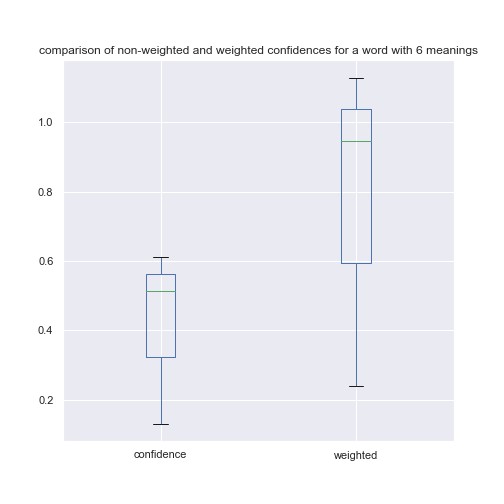 comparison of non-weighted and weighted confidences for a word with 6 meanings
1.0
0.8
0.6
0.4
0.2
confidence
weighted